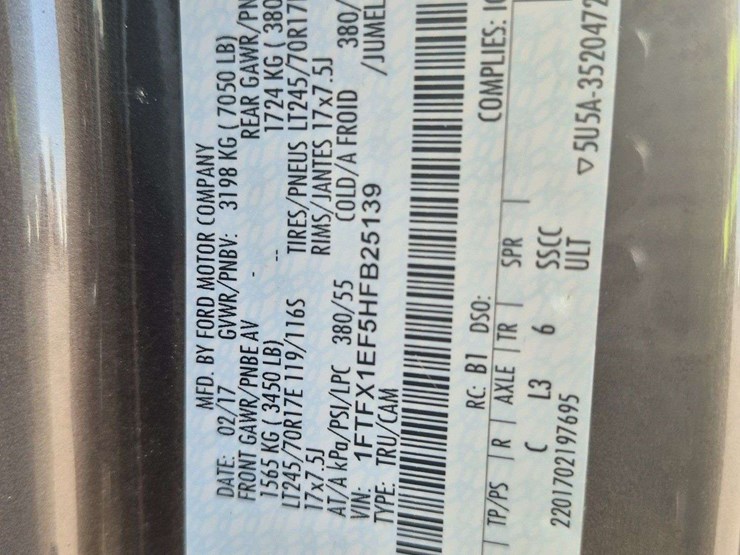 MFD. BY FORD MOTOR COMPANY
DATE: 02/17 GVWR/PNBV: 3198 KG ( 7050 LB)
FRONT GAWR/PNBE AV - REAR GAWR/PN
1565 KG ( 3450 LB) -- 1724 KG ( 380
LT245/70R17E 119/116S TIRES/PNEUS LT245/70R17
17x7.5J RIMS/JANTES 17x7.5J
AT/A kPa/PSI/LPC 380/55 COLD/A FROID 380/
VIN: 1FTFX1EF5HFB25139 /JUMEL
TYPE: TRU/CAM
RC: B1 DSO: COMPLIES:
TP/PS R AXLE TR SPR
C L3 6 SSCC
ULT
2201702197695 ▽5U5A-3520472